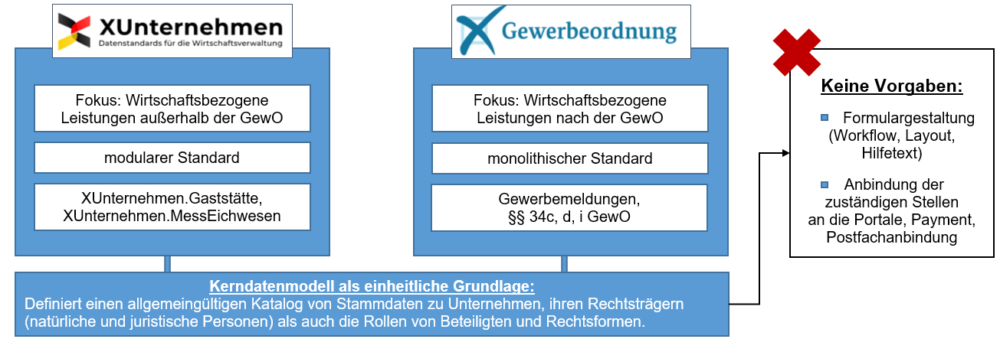 XUnternehmen
Datenstandards für die Wirtschaftsverwaltung
Fokus: Wirtschaftsbezogene
Leistungen außerhalb der GewO
modularer Standard
XUnternehmen.Gaststätte,
XUnternehmen.MessEichwesen
Gewerbeordnung
Fokus: Wirtschaftsbezogene
Leistungen nach der GewO
monolithischer Standard
Gewerbemeldungen,
§§ 34c, d, i GewO
Keine Vorgaben:
Formulargestaltung
(Workflow, Layout,
Hilfetext)
Anbindung der
zuständigen Stellen
an die Portale, Payment,
Postfachanbindung
Kerndatenmodell als einheitliche Grundlage:
Definiert einen allgemeingültigen Katalog von Stammdaten zu Unternehmen, ihren Rechtsträgern
(natürliche und juristische Personen) als auch die Rollen von Beteiligten und Rechtsformen.